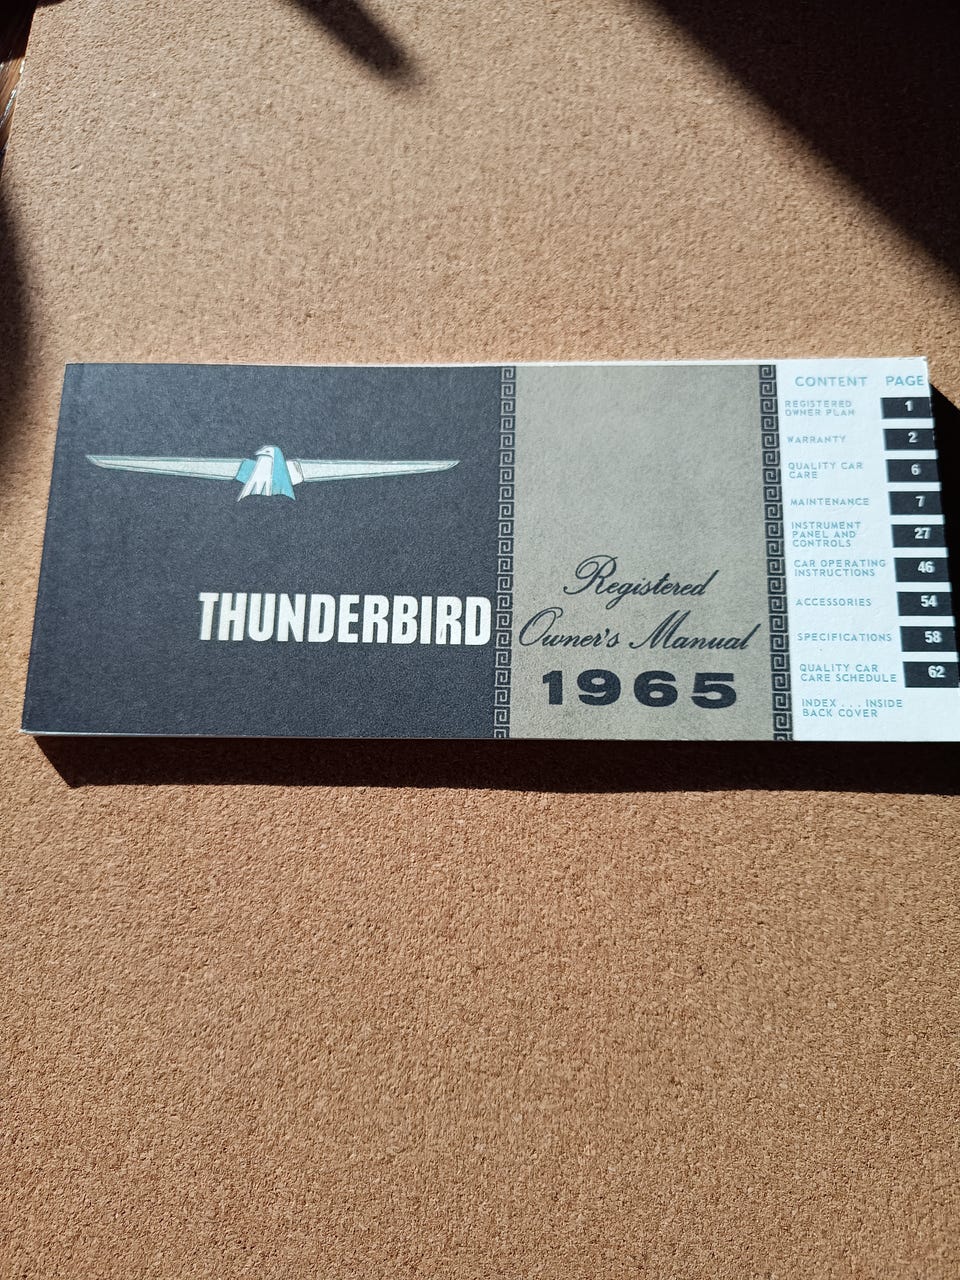 THUNDERBIRD
Registered
Owner's Manual
1965
CONTENT PAGE
REGISTERED
OWNER PLAN 1
WARRANTY 2
QUALITY CAR
CARE 6
MAINTENANCE 7
INSTRUMENT
PANEL AND
CONTROLS 27
CAR OPERATING
INSTRUCTIONS 46
ACCESSORIES 54
SPECIFICATIONS 58
QUALITY CAR
CARE SCHEDULE 62
INDEX . . . INSIDE
BACK COVER